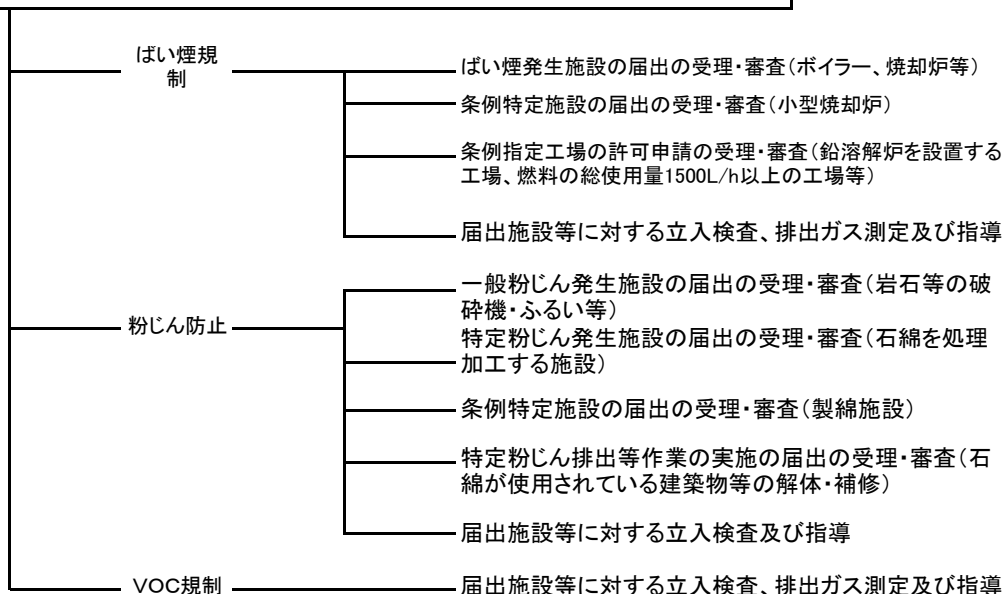 ばい煙規
制
ばい煙発生施設の届出の受理・審査(ボイラー、焼却炉等)
条例特定施設の届出の受理・審査(小型焼却炉)
条例指定工場の許可申請の受理・審査(鉛溶解炉を設置する
工場、燃料の総使用量1500L/h以上の工場等)
届出施設等に対する立入検査、排出ガス測定及び指導
粉じん防止
一般粉じん発生施設の届出の受理・審査(岩石等の破
砕機・ふるい等)
特定粉じん発生施設の届出の受理・審査(石綿を処理
加工する施設)
条例特定施設の届出の受理・審査(製綿施設)
特定粉じん排出等作業の実施の届出の受理・審査(石
綿が使用されている建築物等の解体・補修)
届出施設等に対する立入検査及び指導
VOC規制
届出施設等に対する立入検査、排出ガス測定及び指導